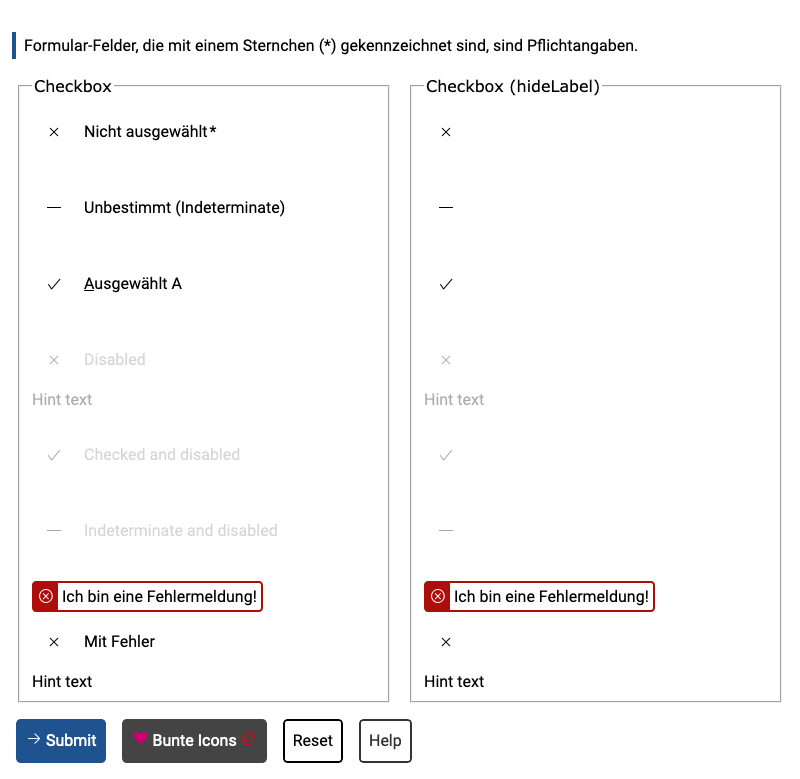 Formular-Felder, die mit einem Sternchen (*) gekennzeichnet sind, sind Pflichtangaben.
Checkbox
Nicht ausgewählt*
Unbestimmt (Indeterminate)
Ausgewählt A
Disabled
Hint text
Checked and disabled
Indeterminate and disabled
Ich bin eine Fehlermeldung!
Mit Fehler
Hint text
Checkbox (hideLabel)
Hint text
Ich bin eine Fehlermeldung!
Hint text
Submit
Bunte Icons
Reset
Help